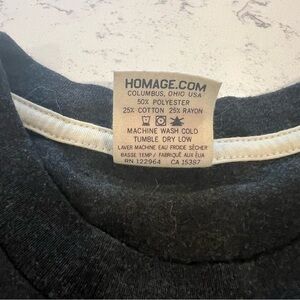 HOMAGE.COM
COLUMBUS, OHIO USA
50% POLYESTER
25% COTTON 25% RAYON
MACHINE WASH COLD
TUMBLE DRY LOW
LAVER MACHINE EAU FROIDE SÉCHER
BASSE TEMP/ FABRIQUÉ AUX ÉUA
RN 122964 CA 15387